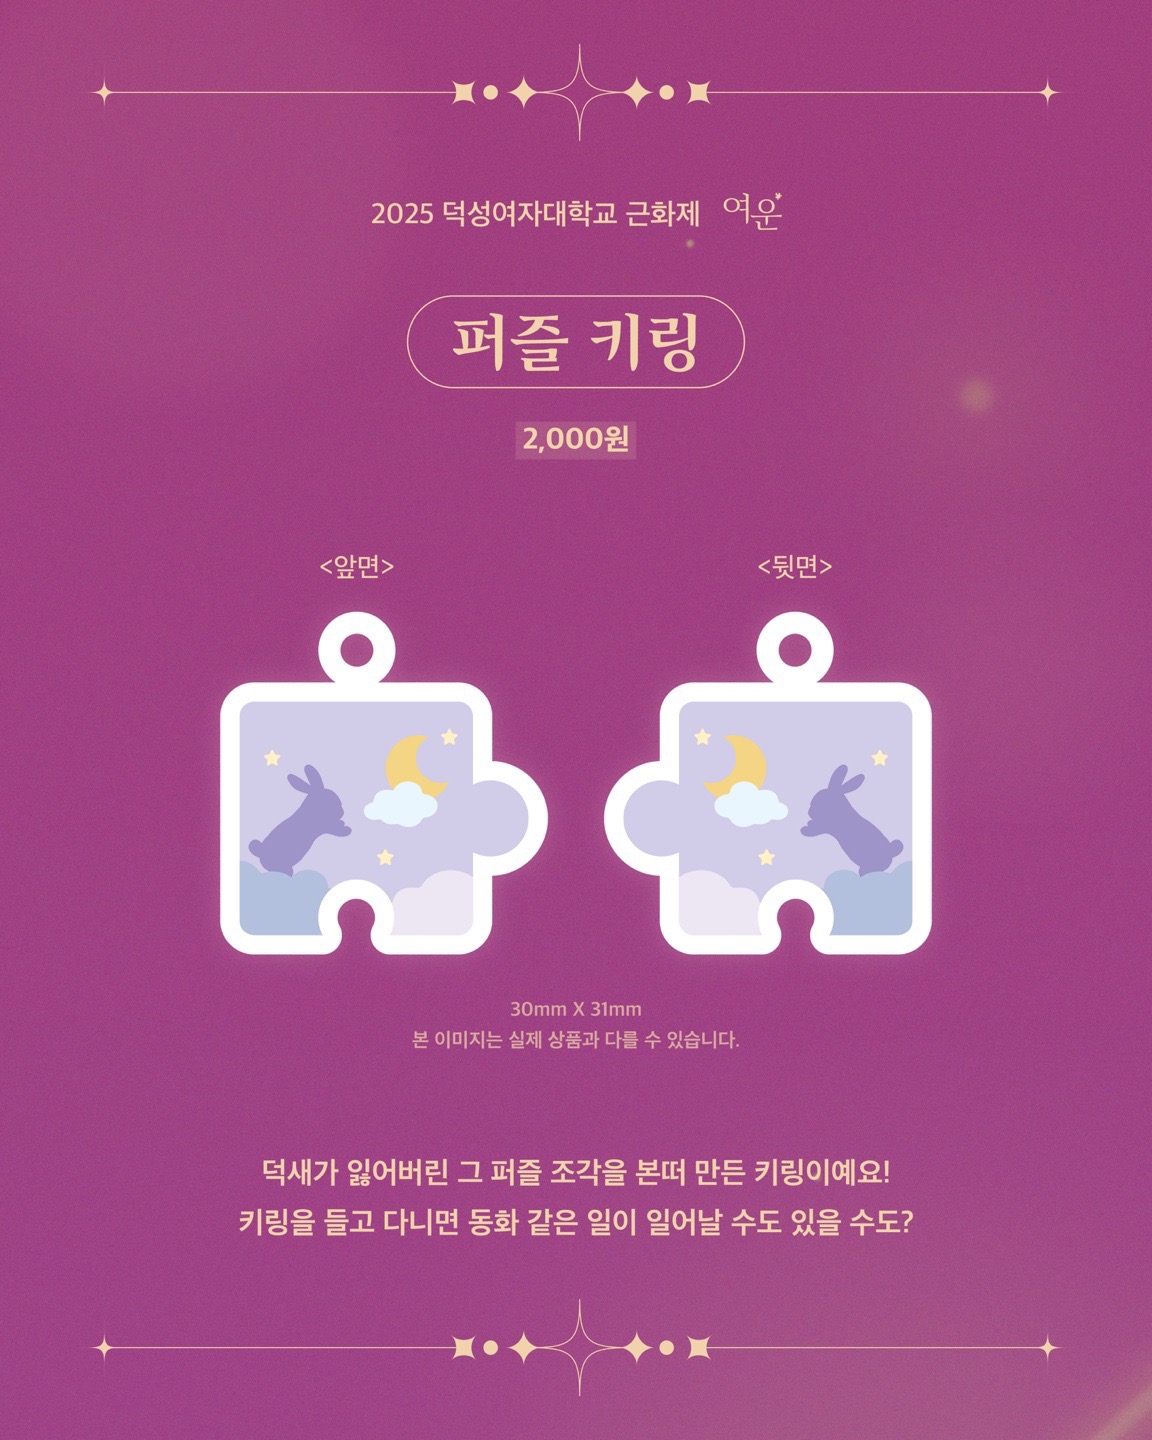 2025 덕성여자대학교 근화제 여운
퍼즐 키링
2,000원
<앞면>
<뒷면>
30mm X 31mm
본 이미지는 실제 상품과 다를 수 있습니다.
덕새가 잃어버린 그 퍼즐 조각을 본떠 만든 키링이예요!
키링을 들고 다니면 동화 같은 일이 일어날 수도 있을 수도?